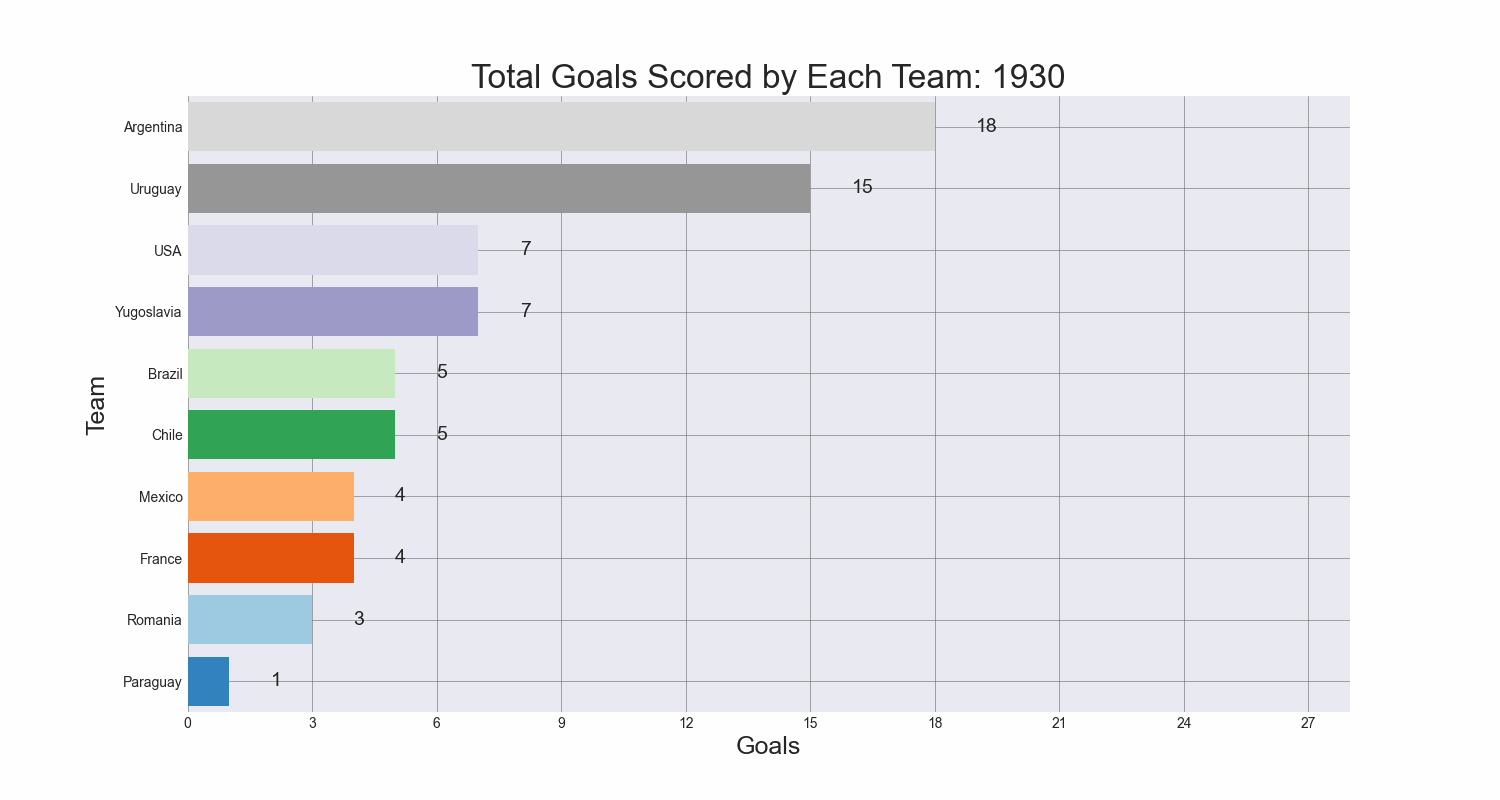 Total Goals Scored by Each Team: 1930
Argentina 18
Uruguay 15
USA 7
Yugoslavia 7
Brazil 5
Chile 5
Mexico 4
France 4
Romania 3
Paraguay 1
Team
0 3 6 9 12 15 18 21 24 27
Goals